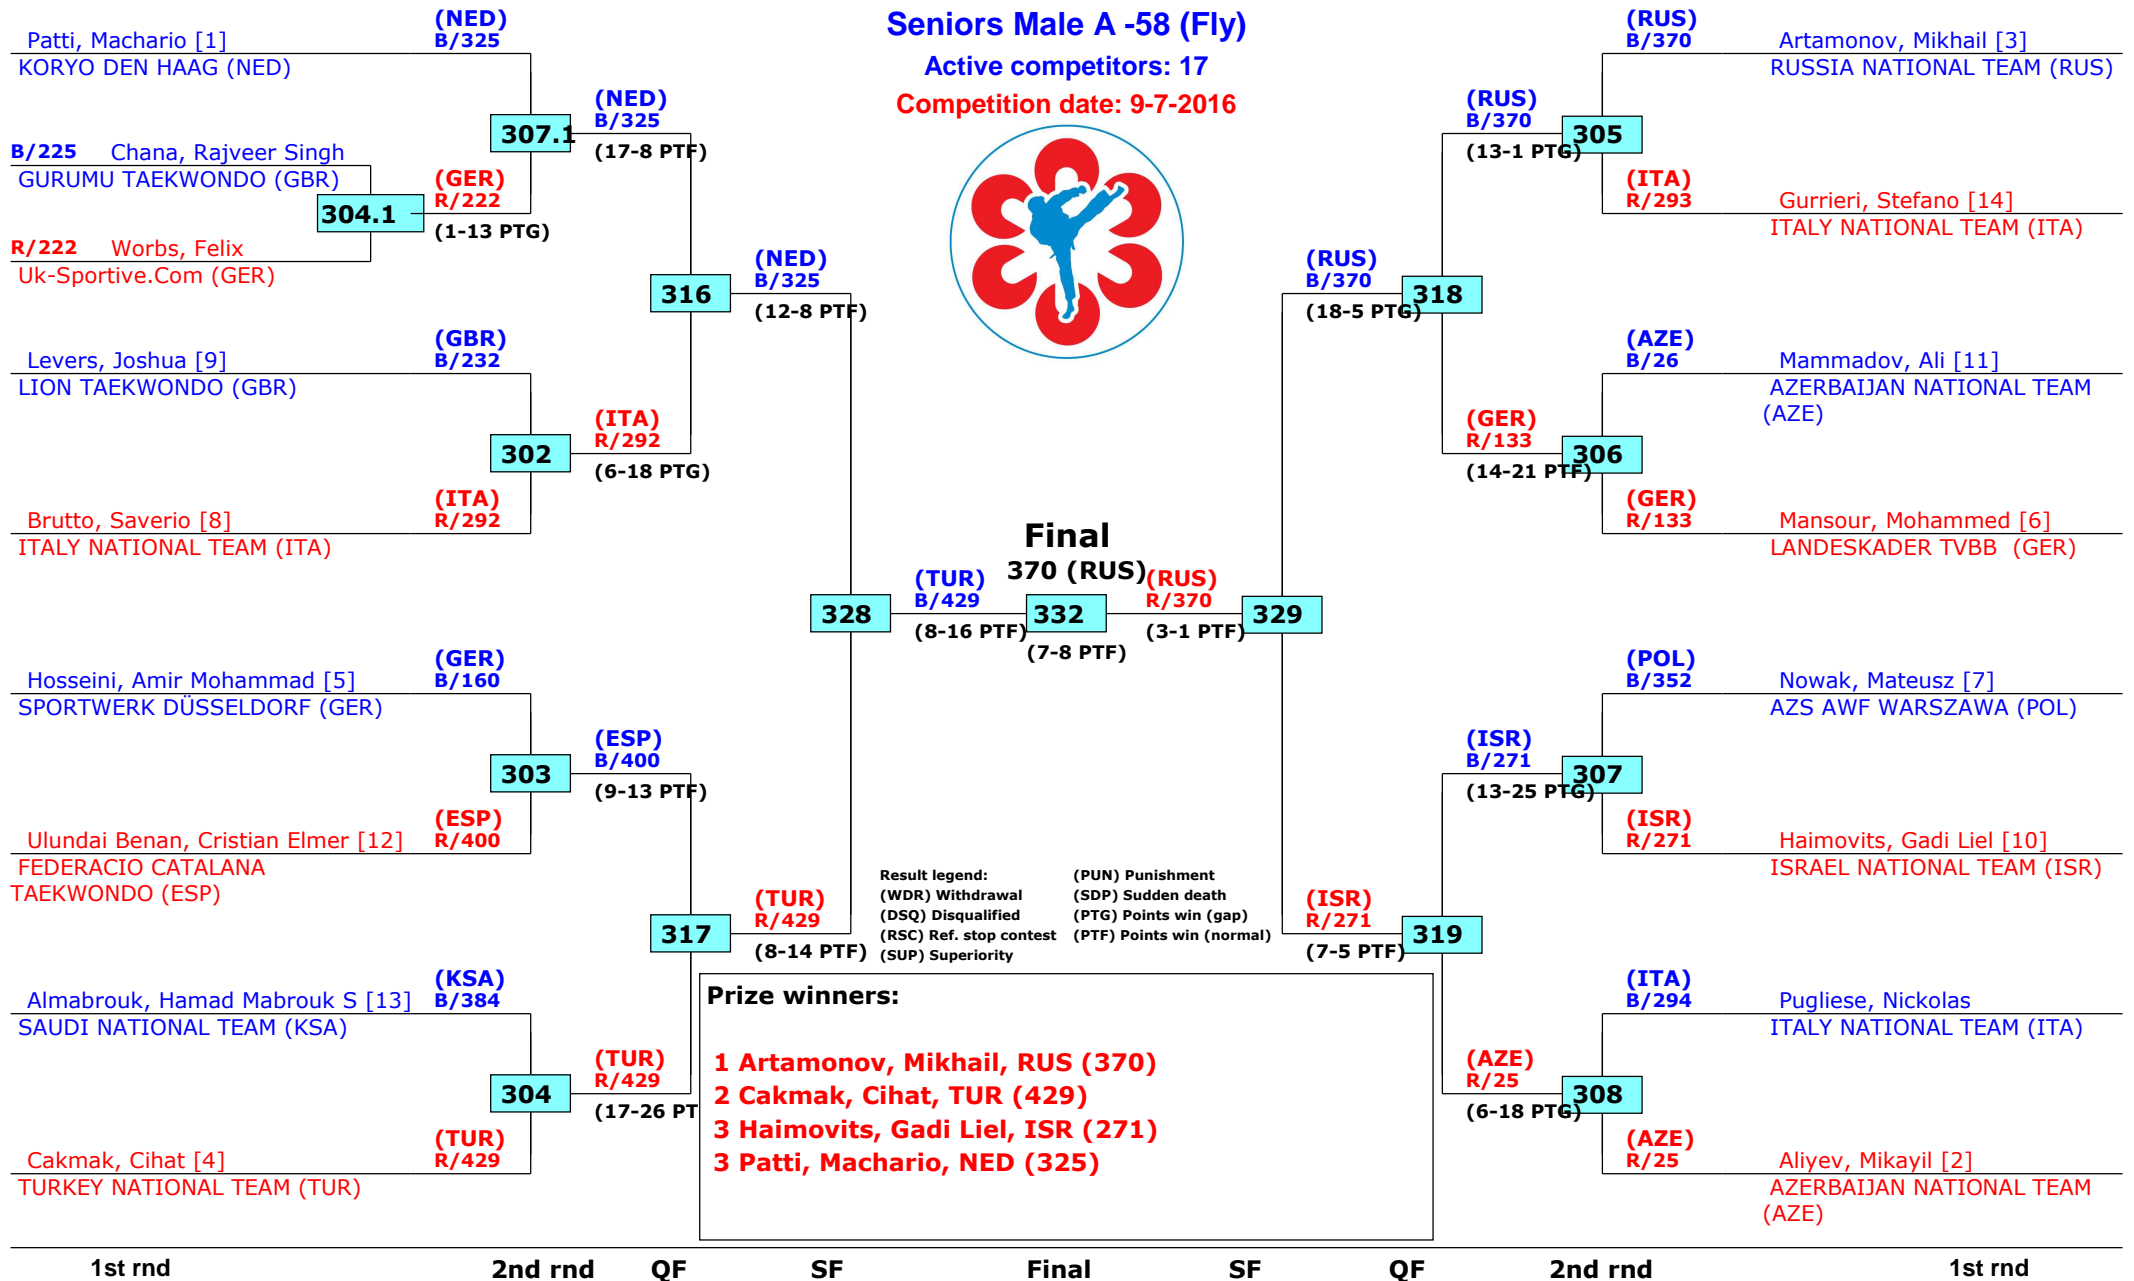 Seniors Male A -58 (Fly)
Active competitors: 17
Competition date: 9-7-2016
(NED)
Patti, Machario [1] B/325
KORYO DEN HAAG (NED)
(NED)
B/325
307.1
(17-8 PTF)
B/225 Chana, Rajveer Singh
GURUMU TAEKWONDO (GBR)
(GER)
R/222
304.1
(1-13 PTG)
R/222 Worbs, Felix
Uk-Sportive.Com (GER)
(NED)
B/325
316
(12-8 PTF)
(GBR)
Levers, Joshua [9] B/232
LION TAEKWONDO (GBR)
(ITA)
R/292
302
(6-18 PTG)
(ITA)
Brutto, Saverio [8] R/292
ITALY NATIONAL TEAM (ITA)
(TUR)
B/429
328
(8-16 PTF)
(GER)
Hosseini, Amir Mohammad [5] B/160
SPORTWERK DÜSSELDORF (GER)
(ESP)
B/400
303
(9-13 PTF)
(ESP)
Ulundai Benan, Cristian Elmer [12] R/400
FEDERACIO CATALANA
TAEKWONDO (ESP)
(TUR)
R/429
317
(8-14 PTF)
(KSA)
Almabrouk, Hamad Mabrouk S [13] B/384
SAUDI NATIONAL TEAM (KSA)
(TUR)
R/429
304
(17-26 PT
(TUR)
Cakmak, Cihat [4] R/429
TURKEY NATIONAL TEAM (TUR)
Final
370 (RUS)
332
(7-8 PTF)
(RUS)
R/370
329
(3-1 PTF)
(RUS)
B/370 Artamonov, Mikhail [3]
RUSSIA NATIONAL TEAM (RUS)
(RUS)
B/370
305
(13-1 PTG)
(ITA)
R/293 Gurrieri, Stefano [14]
ITALY NATIONAL TEAM (ITA)
(RUS)
B/370
318
(18-5 PTG)
(AZE)
B/26 Mammadov, Ali [11]
AZERBAIJAN NATIONAL TEAM
(AZE)
(GER)
R/133
306
(14-21 PTF)
(GER)
R/133 Mansour, Mohammed [6]
LANDESKADER TVBB (GER)
(POL)
B/352 Nowak, Mateusz [7]
AZS AWF WARSZAWA (POL)
(ISR)
B/271
307
(13-25 PTG)
(ISR)
R/271 Haimovits, Gadi Liel [10]
ISRAEL NATIONAL TEAM (ISR)
(ISR)
R/271
319
(7-5 PTF)
(ITA)
B/294 Pugliese, Nickolas
ITALY NATIONAL TEAM (ITA)
(AZE)
R/25
308
(6-18 PTG)
(AZE)
R/25 Aliyev, Mikayil [2]
AZERBAIJAN NATIONAL TEAM
(AZE)
Result legend: (PUN) Punishment
(WDR) Withdrawal (SDP) Sudden death
(DSQ) Disqualified (PTG) Points win (gap)
(RSC) Ref. stop contest (PTF) Points win (normal)
(SUP) Superiority
Prize winners:
1 Artamonov, Mikhail, RUS (370)
2 Cakmak, Cihat, TUR (429)
3 Haimovits, Gadi Liel, ISR (271)
3 Patti, Machario, NED (325)
1st rnd 2nd rnd QF SF Final SF QF 2nd rnd 1st rnd